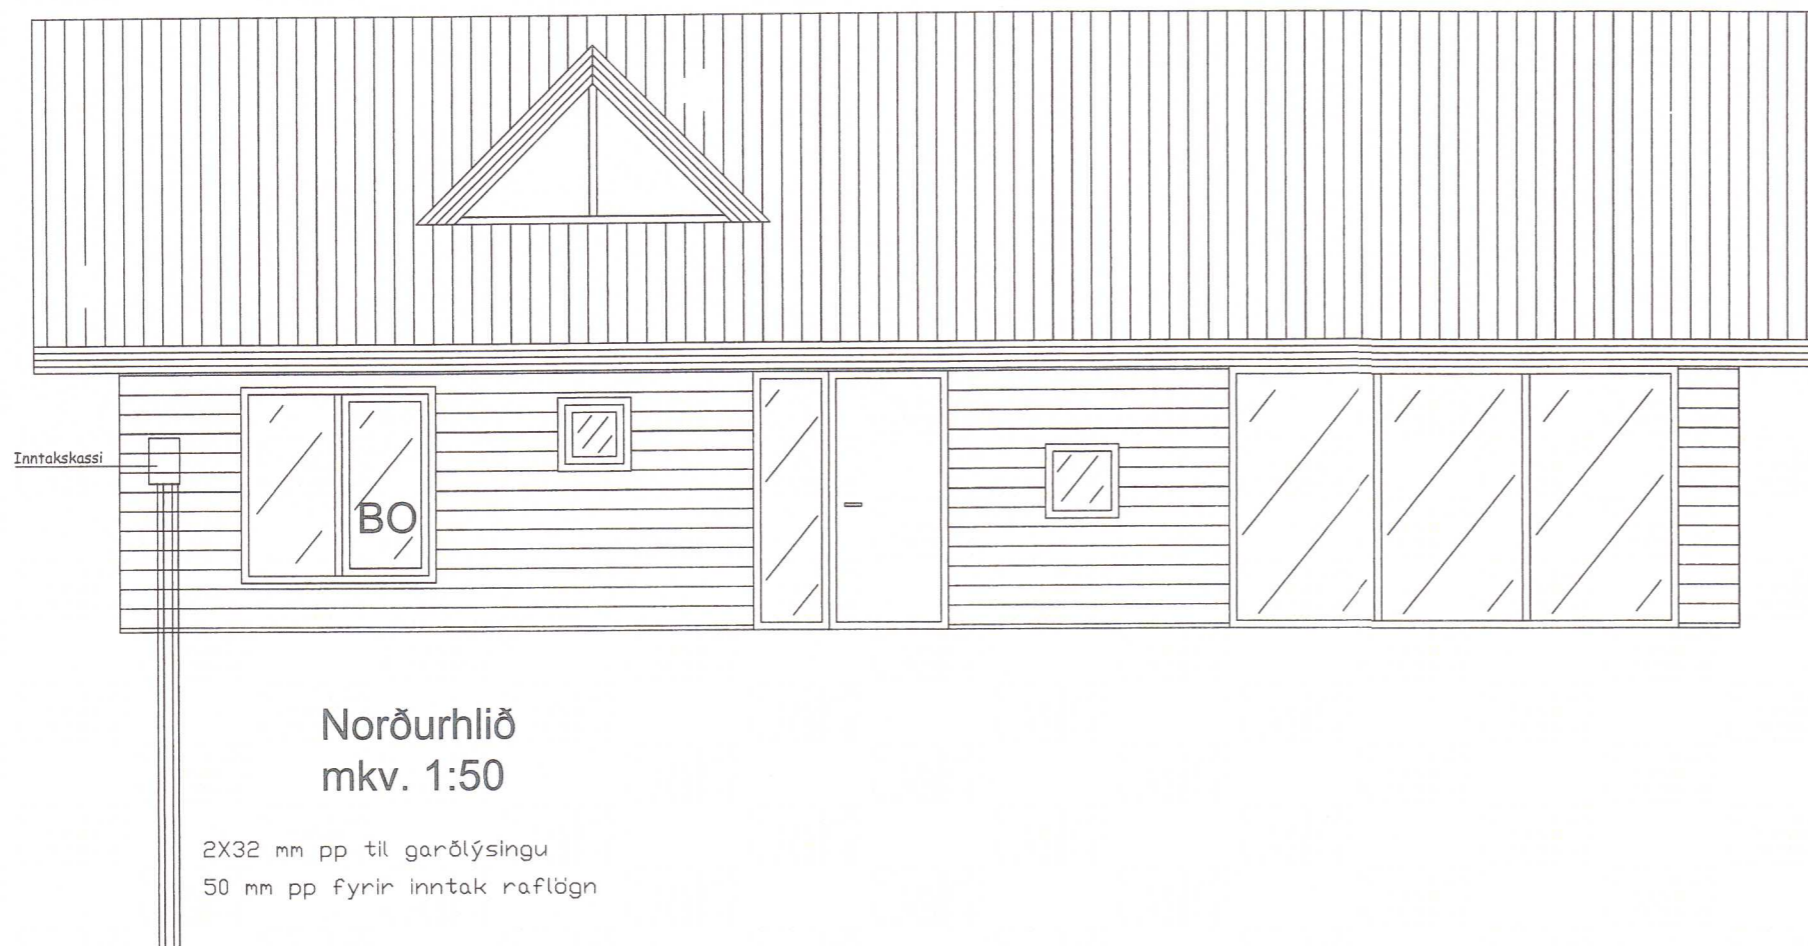 Inntakskassi
BO
Norðurhlið
mkv. 1:50
2X32 mm pp til garðlýsingu
50 mm pp fyrir inntak raflögn